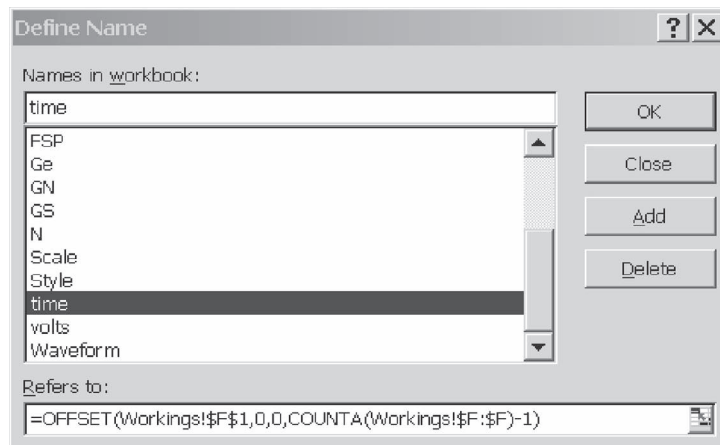 Define Name
? X
Names in workbook:
time
OK
FSP
Close
Ge
GN
GS
Add
N
Scale
Delete
Style
time
volts
Waveform
Refers to:
=OFFSET(Workings!$F$1,0,0,COUNTA(Workings!$F:$F)-1)